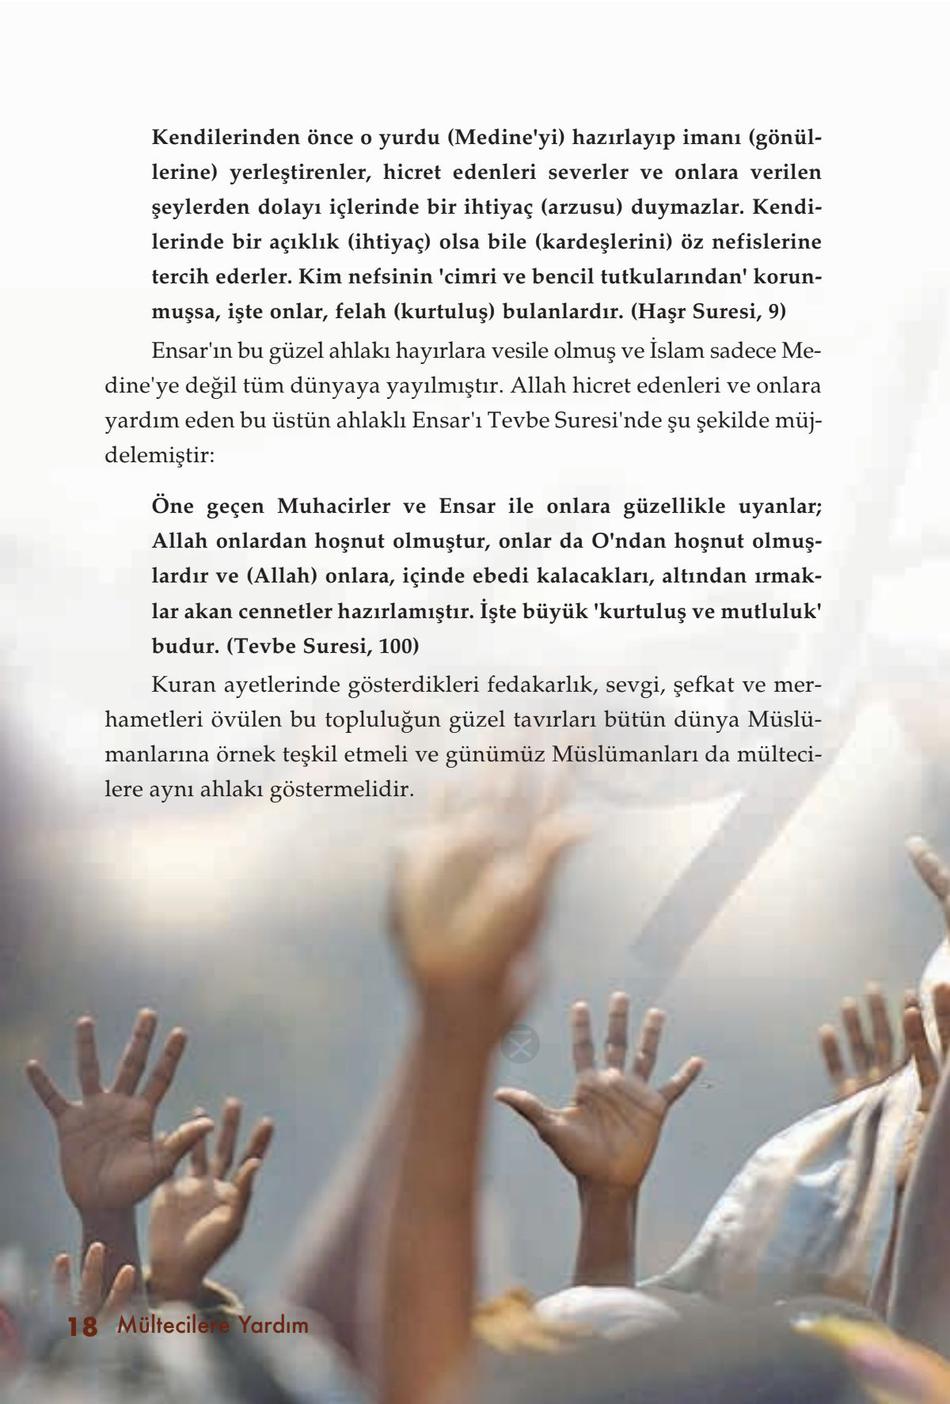 Kendilerinden önce o yurdu (Medine'yi) hazırlayıp imanı (gönül-
lerine) yerleştirenler, hicret edenleri severler ve onlara verilen
şeylerden dolayı içlerinde bir ihtiyaç (arzusu) duymazlar. Kendi-
lerinde bir açıklık (ihtiyaç) olsa bile (kardeşlerini) öz nefislerine
tercih ederler. Kim nefsinin 'cimri ve bencil tutkularından' korun-
muşsa, işte onlar, felah (kurtuluş) bulanlardır. (Haşr Suresi, 9)
Ensar'ın bu güzel ahlakı hayırlara vesile olmuş ve İslam sadece Me-
dine'ye değil tüm dünyaya yayılmıştır. Allah hicret edenleri ve onlara
yardım eden bu üstün ahlaklı Ensar'ı Tevbe Suresi'nde şu şekilde müj-
delemiştir:
Öne geçen Muhacirler ve Ensar ile onlara güzellikle uyanlar;
Allah onlardan hoşnut olmuştur, onlar da O'ndan hoşnut olmuş-
lardır ve (Allah) onlara, içinde ebedi kalacakları, altından ırmak-
lar akan cennetler hazırlamıştır. İşte büyük 'kurtuluş ve mutluluk'
budur. (Tevbe Suresi, 100)
Kuran ayetlerinde gösterdikleri fedakarlık, sevgi, şefkat ve mer-
hametleri övülen bu topluluğun güzel tavırları bütün dünya Müslü-
manlarına örnek teşkil etmeli ve günümüz Müslümanları da mülteci-
lere aynı ahlakı göstermelidir.
18 Mültecilere Yardım